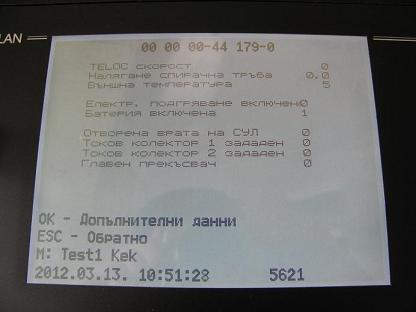 LAN
00 00 00-44 179-0
TELOC скорост 0
Налягане спирачна тръба 0.0
Външна температура 5
Електр. подгряване включено 0
Батерия включена 1
Отворена врата на СУЛ 0
Токов колектор 1 зададен 0
Токов колектор 2 зададен 0
Главен прекъсвач 0
OK - Допълнителни данни
ESC - Обратно
M: Test1 Kek
2012.03.13. 10:51:28 5621